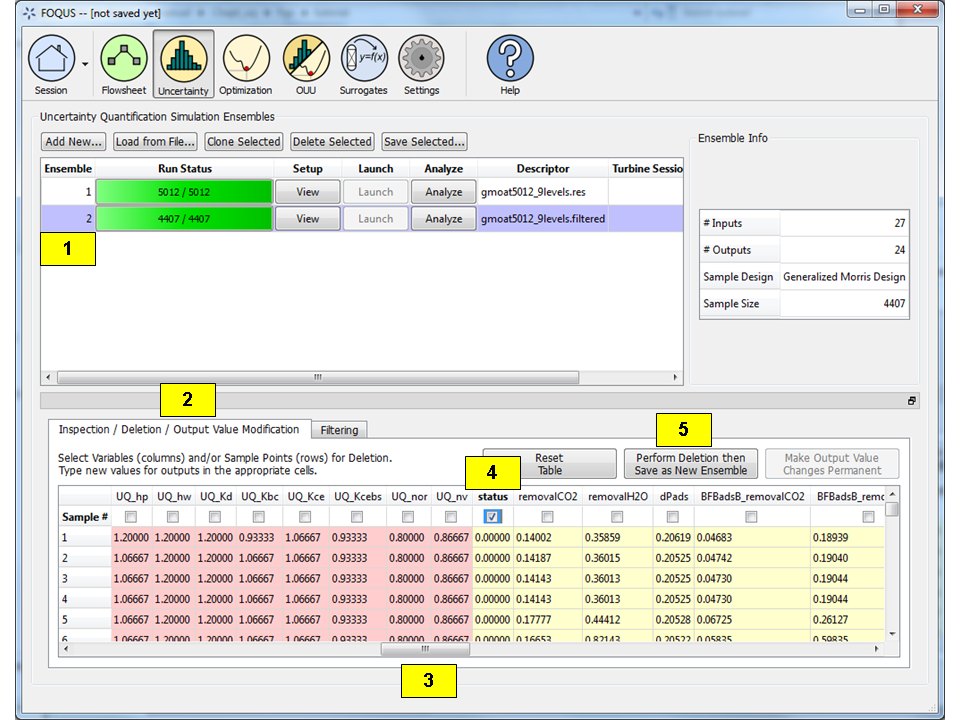 FOQUS -- [not saved yet]
Session Flowsheet Uncertainty Optimization OUU y=f(x) Surrogates Settings Help
Uncertainty Quantification Simulation Ensembles
Add New... Load from File... Clone Selected Delete Selected Save Selected...
Ensemble Run Status Setup Launch Analyze Descriptor Turbine Sessio
1 5012 / 5012 View Launch Analyze gmoat5012_9levels.res
2 4407 / 4407 View Launch Analyze gmoat5012_9levels.filtered
1
Ensemble Info
# Inputs 27
# Outputs 24
Sample Design Generalized Morris Design
Sample Size 4407
2
Inspection / Deletion / Output Value Modification Filtering
5
Select Variables (columns) and/or Sample Points (rows) for Deletion.
Type new values for outputs in the appropriate cells.
4
Reset
Table
Perform Deletion then
Save as New Ensemble
Make Output Value
Changes Permanent
UQ_hp UQ_hw UQ_Kd UQ_Kbc UQ_Kce UQ_Kcebs UQ_nor UQ_nv status removalCO2 removalH2O dPads BFBadsB_removalCO2 BFBadsB_remo
Sample #
1 1.20000 1.20000 1.20000 0.93333 1.06667 0.93333 0.80000 0.86667 0.00000 0.14002 0.35859 0.20619 0.04683 0.18939
2 1.06667 1.20000 1.20000 1.06667 1.06667 0.93333 0.80000 0.86667 0.00000 0.14187 0.36015 0.20525 0.04742 0.19040
3 1.06667 1.20000 1.20000 1.06667 1.06667 0.93333 0.80000 0.86667 0.00000 0.14143 0.36013 0.20525 0.04730 0.19044
4 1.06667 1.20000 1.20000 1.06667 1.06667 0.93333 0.80000 0.86667 0.00000 0.14143 0.36013 0.20525 0.04730 0.19044
5 1.06667 1.20000 1.20000 1.06667 1.06667 0.93333 0.80000 0.86667 0.00000 0.17777 0.44412 0.20528 0.06725 0.26127
6 1.06667 1.20000 1.20000 1.06667 1.06667 0.93333 0.80000 0.86667 0.00000 0.16653 0.82143 0.20522 0.05835 0.59835
3